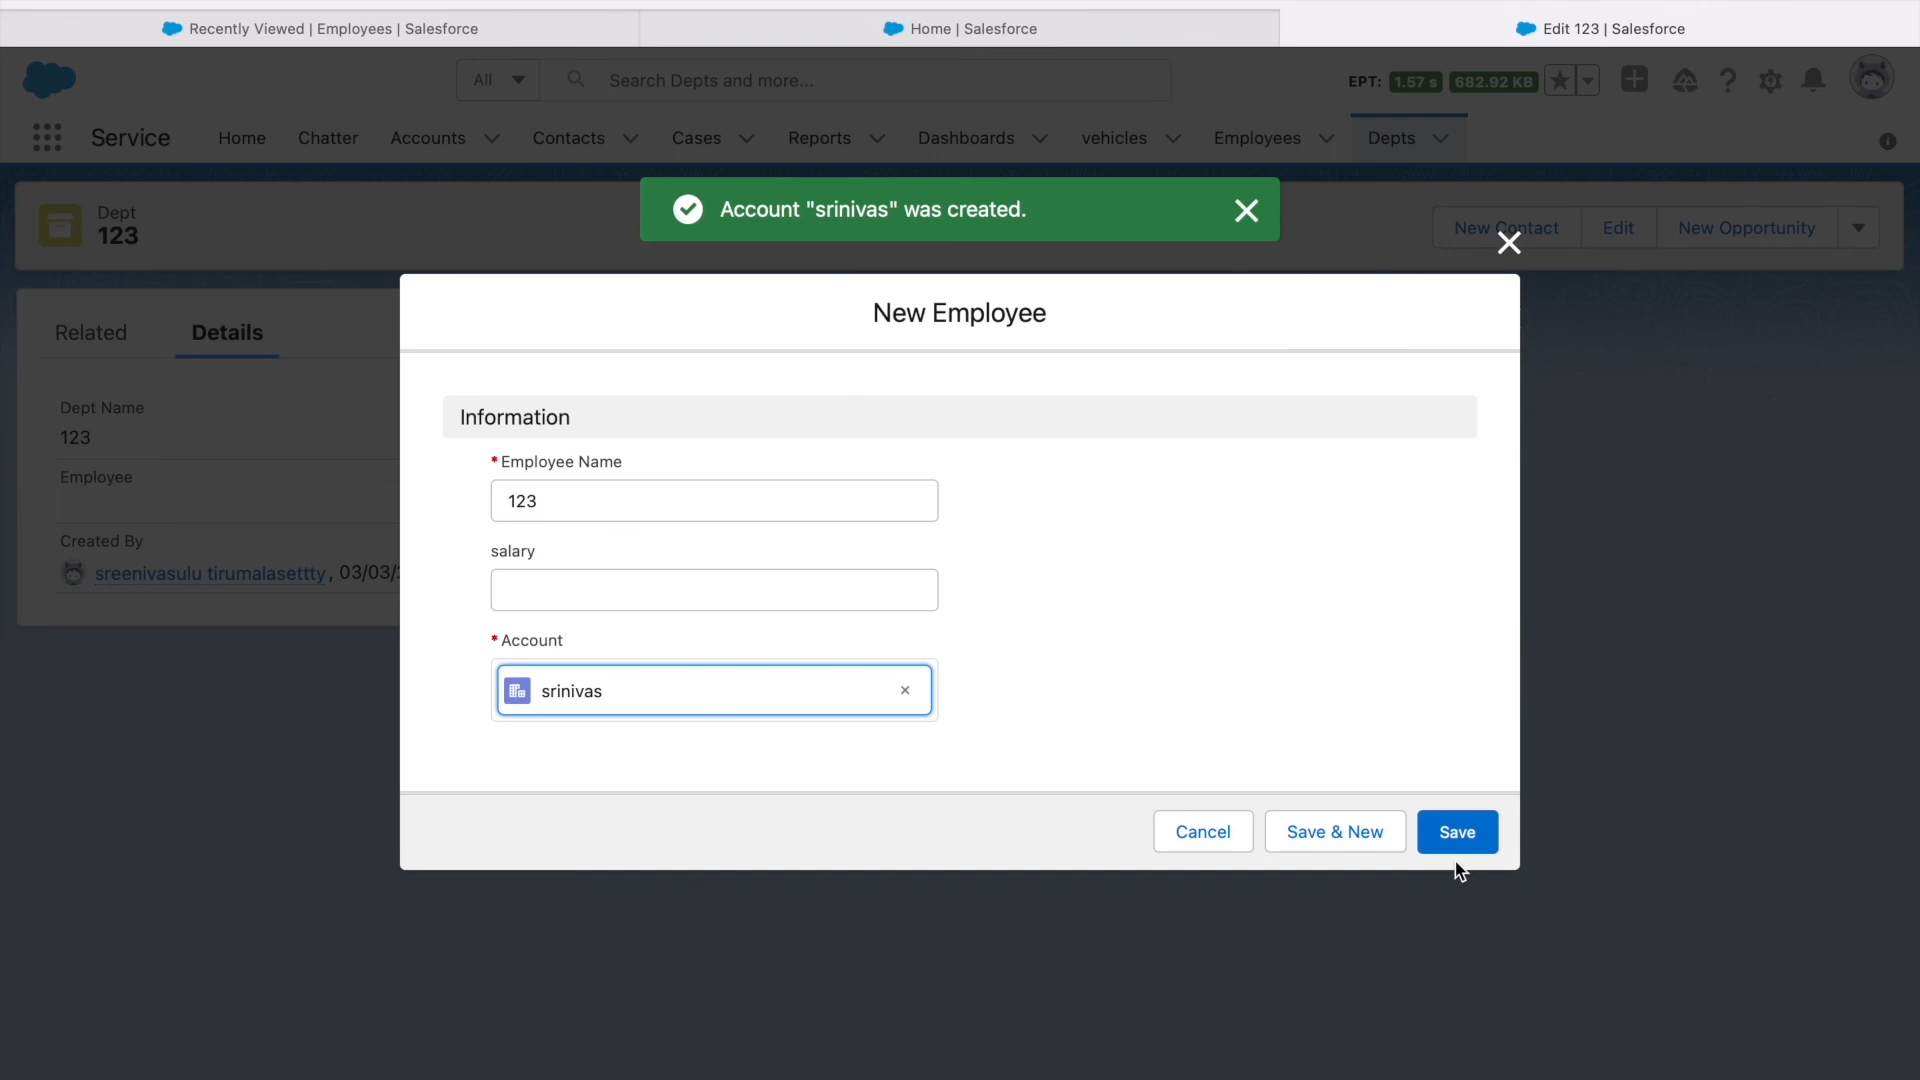 Recently Viewed | Employees | Salesforce
Home | Salesforce
Edit 123 | Salesforce
All
Search Depts and more...
EPT: 1.57 s 682.92 KB
Service
Home
Chatter
Accounts
Contacts
Cases
Reports
Dashboards
vehicles
Employees
Depts
Dept
123
Account "srinivas" was created.
New Contact
Edit
New Opportunity
Related
Details
Dept Name
123
Employee
Created By
sreenivasulu tirumalasettty, 03/03/
New Employee
Information
*Employee Name
123
salary
*Account
srinivas
Cancel
Save & New
Save